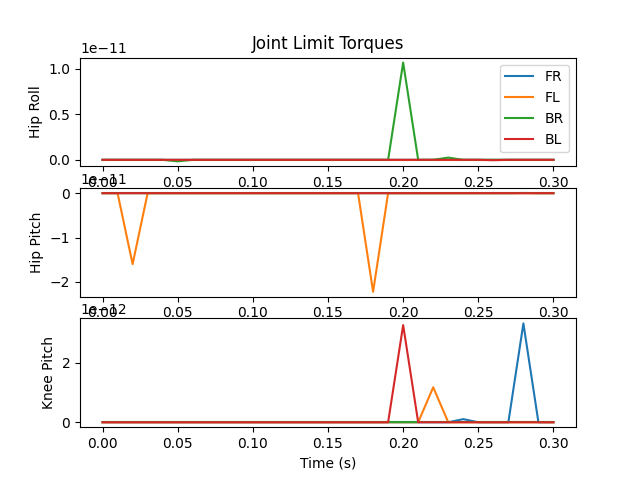 Joint Limit Torques
1e−11
1.0
0.5
0.0
Hip Roll
FR
FL
BR
BL
0.00 0.05 0.10 0.15 0.20 0.25 0.30
1e−11
0
−1
−2
Hip Pitch
0.00 0.05 0.10 0.15 0.20 0.25 0.30
1e−12
2
0
Knee Pitch
0.00 0.05 0.10 0.15 0.20 0.25 0.30
Time (s)